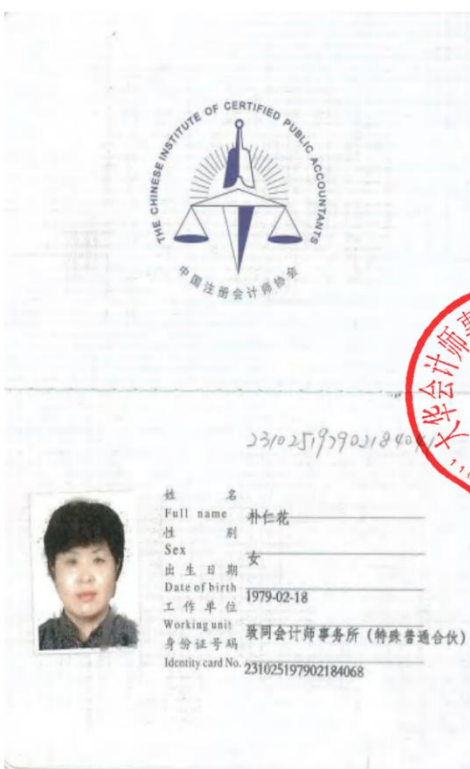 THE CHINESE INSTITUTE OF CERTIFIED PUBLIC ACCOUNTANTS
中国注册会计师协会
大华会计师事
姓 名
Full name 朴仁花
性 别
Sex 女
出 生 日 期
Date of birth 1979-02-18
工 作 单 位
Working unit 致同会计师事务所（特殊普通合伙）
身 份 证 号 码
Identity card No. 231025197902184068